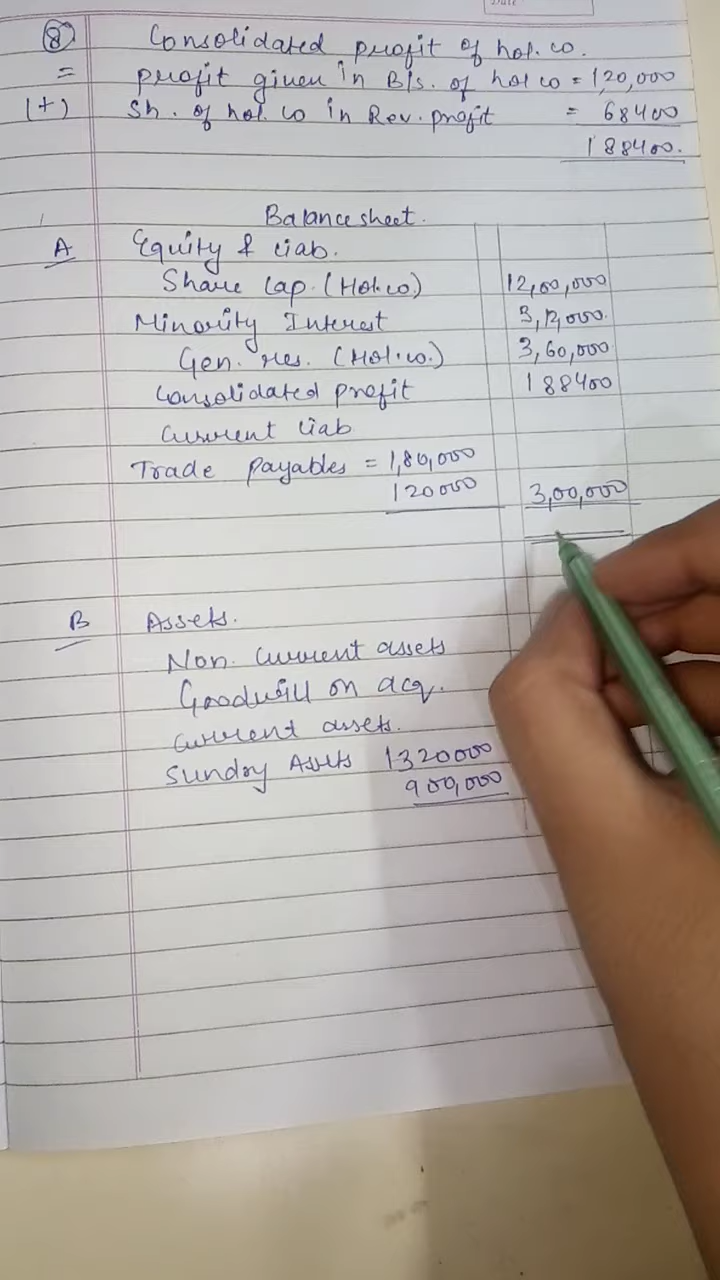 Date
⑧ Consolidated profit of hol. co.
= profit given in B/s. of hol co = 1,20,000
(+) Sh. of hol. co in Rev. profit = 68400
188400.
Balance sheet.
A Equity & Liab.
Share Cap. (Hol.co.) 12,00,000
Minority Interest 3,12,000.
Gen. Res. (Hol.co.) 3,60,000
Consolidated profit 188400
Current Liab
Trade payables = 1,80,000
120000 3,00,000
B Assets.
Non. Current assets
Goodwill on acq.
Current assets.
Sundry Assets 1320000
900,000